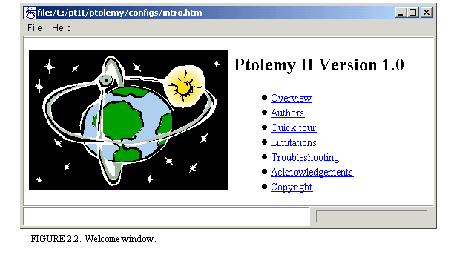 file:/C:/ptII/ptolemy/configs/intro.htm
File Help
Ptolemy II Version 1.0
Overview
Authors
Quick tour
Limitations
Troubleshooting
Acknowledgements
Copyright
FIGURE 2.2. Welcome window.